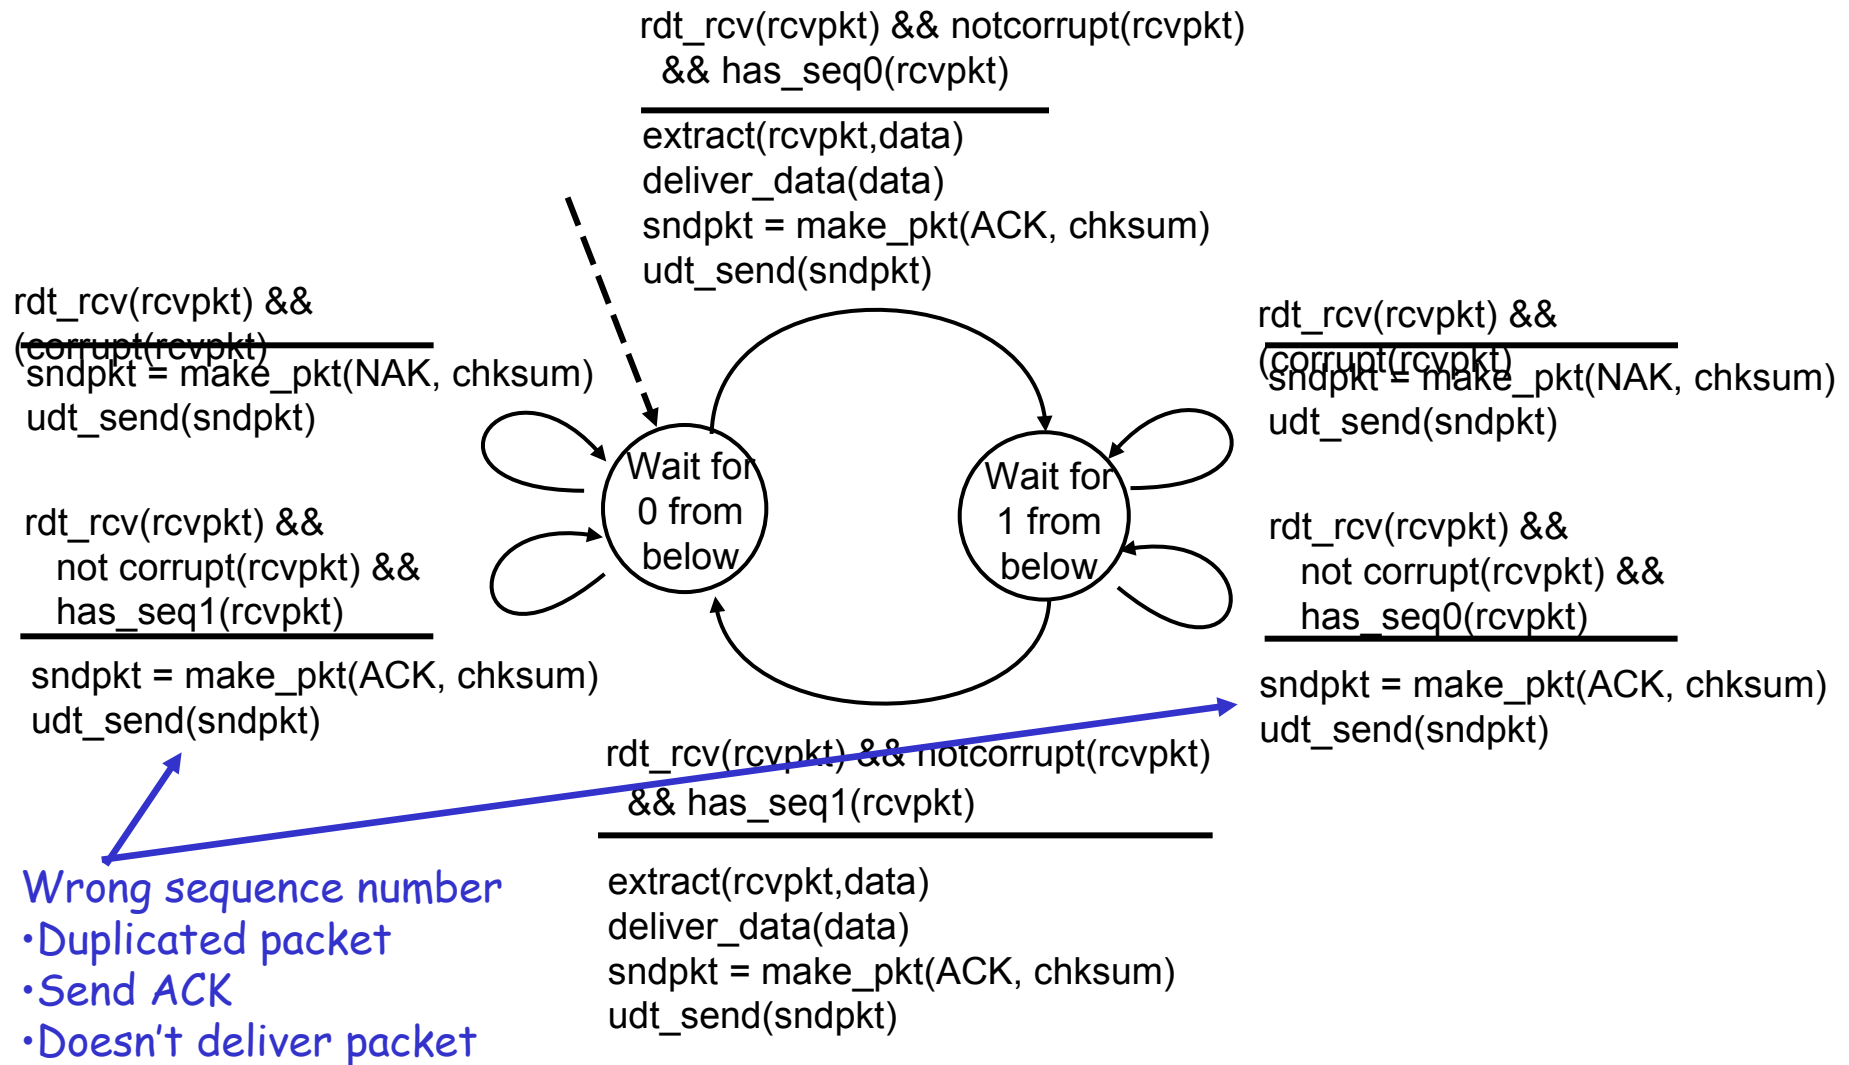 rdt_rcv(rcvpkt) && notcorrupt(rcvpkt)
&& has_seq0(rcvpkt)
extract(rcvpkt,data)
deliver_data(data)
sndpkt = make_pkt(ACK, chksum)
udt_send(sndpkt)
rdt_rcv(rcvpkt) &&
(corrupt(rcvpkt)
sndpkt = make_pkt(NAK, chksum)
udt_send(sndpkt)
rdt_rcv(rcvpkt) &&
not corrupt(rcvpkt) &&
has_seq1(rcvpkt)
sndpkt = make_pkt(ACK, chksum)
udt_send(sndpkt)
Wait for
0 from
below
Wait for
1 from
below
rdt_rcv(rcvpkt) &&
(corrupt(rcvpkt)
sndpkt = make_pkt(NAK, chksum)
udt_send(sndpkt)
rdt_rcv(rcvpkt) &&
not corrupt(rcvpkt) &&
has_seq0(rcvpkt)
sndpkt = make_pkt(ACK, chksum)
udt_send(sndpkt)
rdt_rcv(rcvpkt) && notcorrupt(rcvpkt)
&& has_seq1(rcvpkt)
extract(rcvpkt,data)
deliver_data(data)
sndpkt = make_pkt(ACK, chksum)
udt_send(sndpkt)
Wrong sequence number
•Duplicated packet
•Send ACK
•Doesn't deliver packet